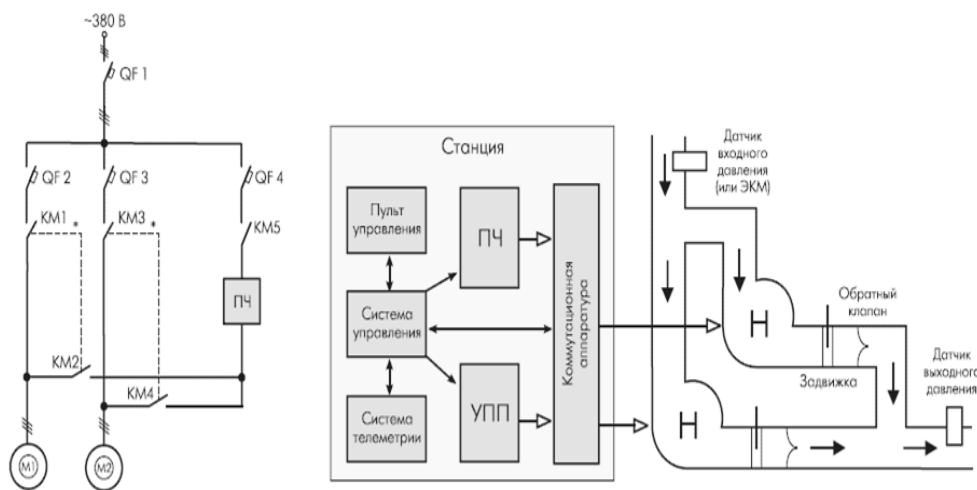 ~380 В
QF 1
QF 2
QF 3
QF 4
KM1
*
KM3
*
KM5
ПЧ
KM2
KM4
M1
M2
Станция
Пульт
управления
ПЧ
Система
управления
Коммутационная
аппаратура
УПП
Система
телеметрии
Датчик
входного
давления
(или ЭКМ)
Н
Обратный
клапан
Задвижка
Датчик
выходного
давления
Н